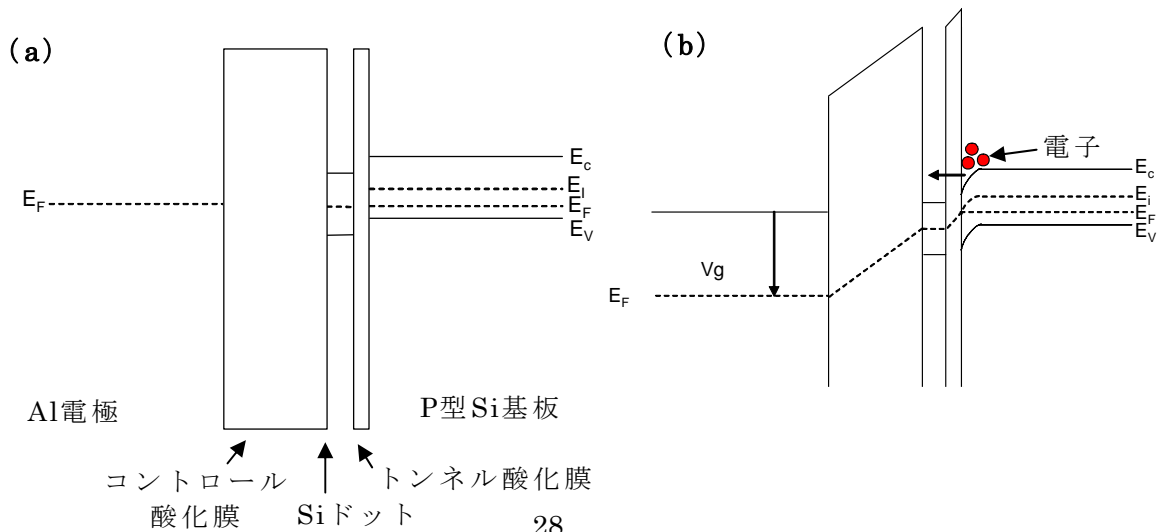 (a)
E_F
E_c
E_I
E_F
E_V
Al電極
P型Si基板
コントロール
酸化膜
Siドット
トンネル酸化膜
(b)
電子
E_c
E_i
E_F
E_V
Vg
E_F
28